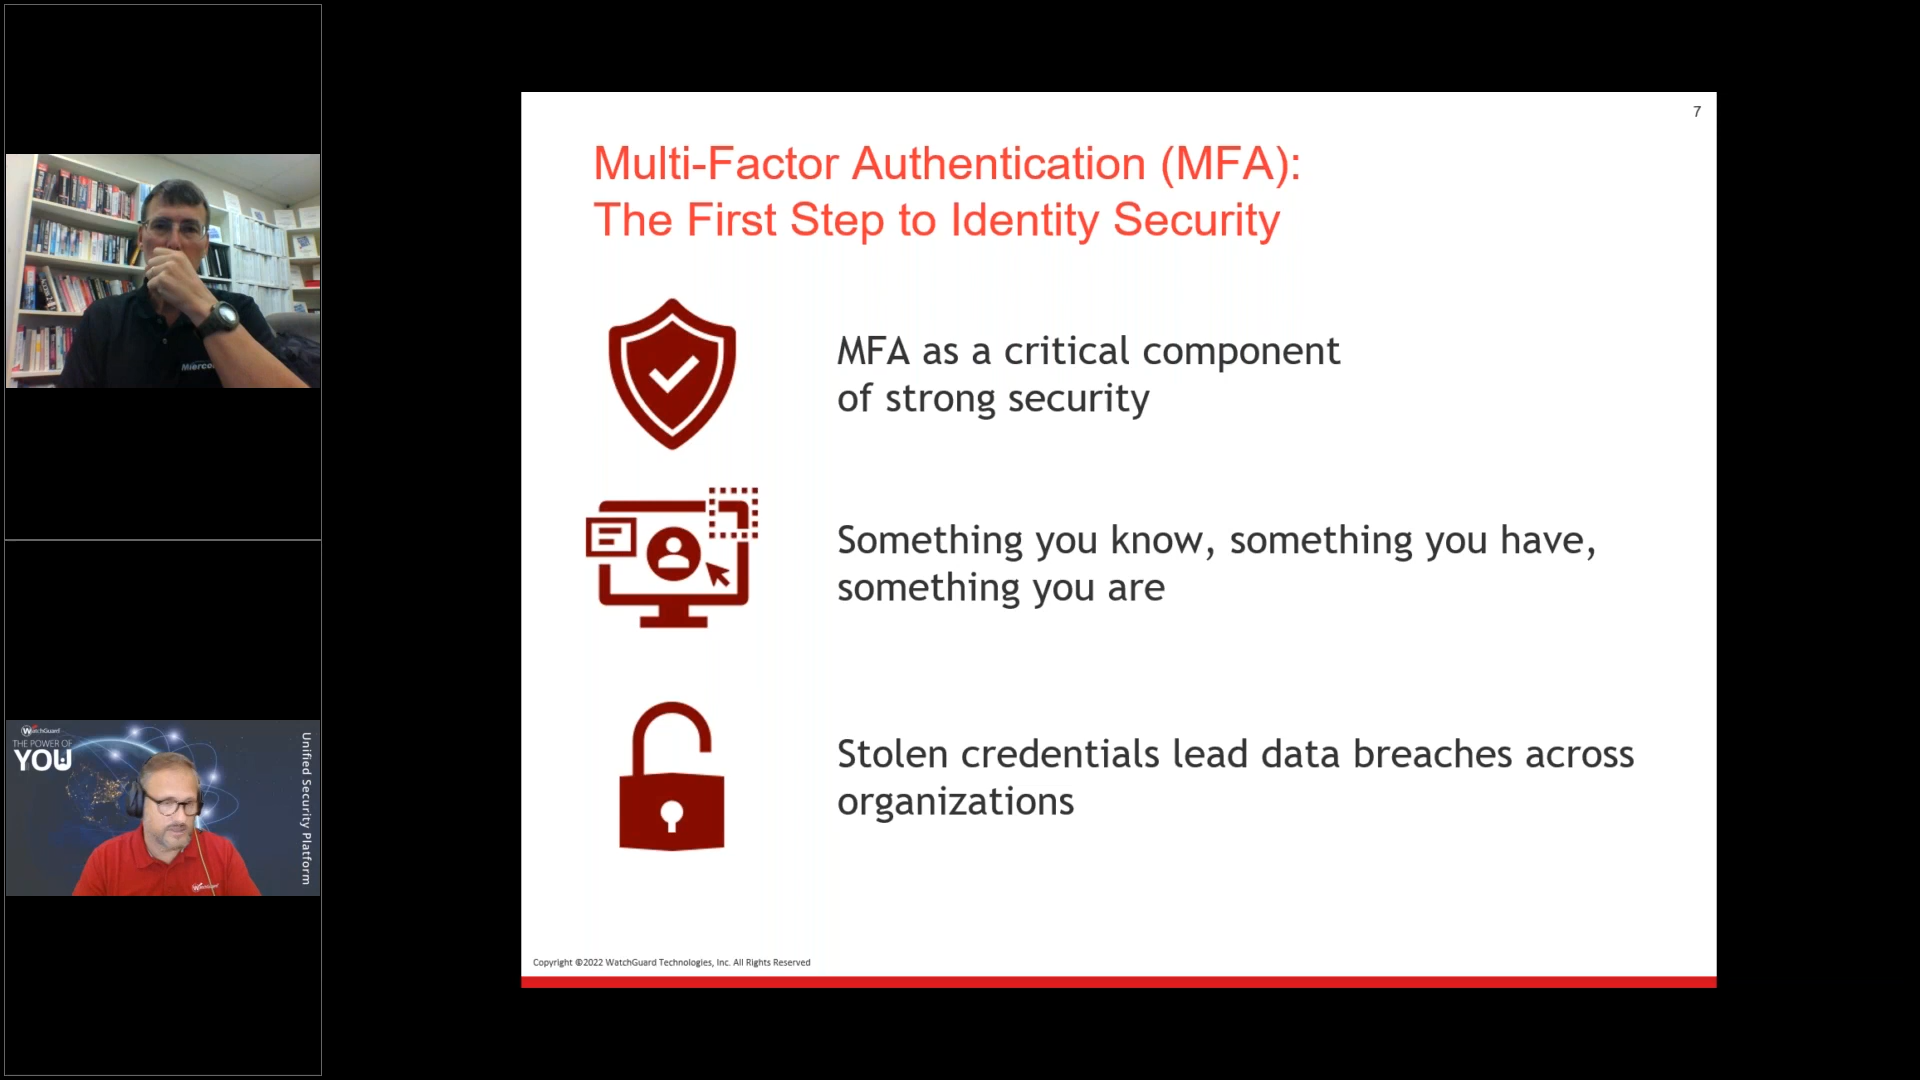 7
Multi-Factor Authentication (MFA):
The First Step to Identity Security
MFA as a critical component
of strong security
Something you know, something you have,
something you are
Stolen credentials lead data breaches across
organizations
Copyright ©2022 WatchGuard Technologies, Inc. All Rights Reserved
WatchGuard
THE POWER OF
YOU
Unified Security Platform
WatchGuard